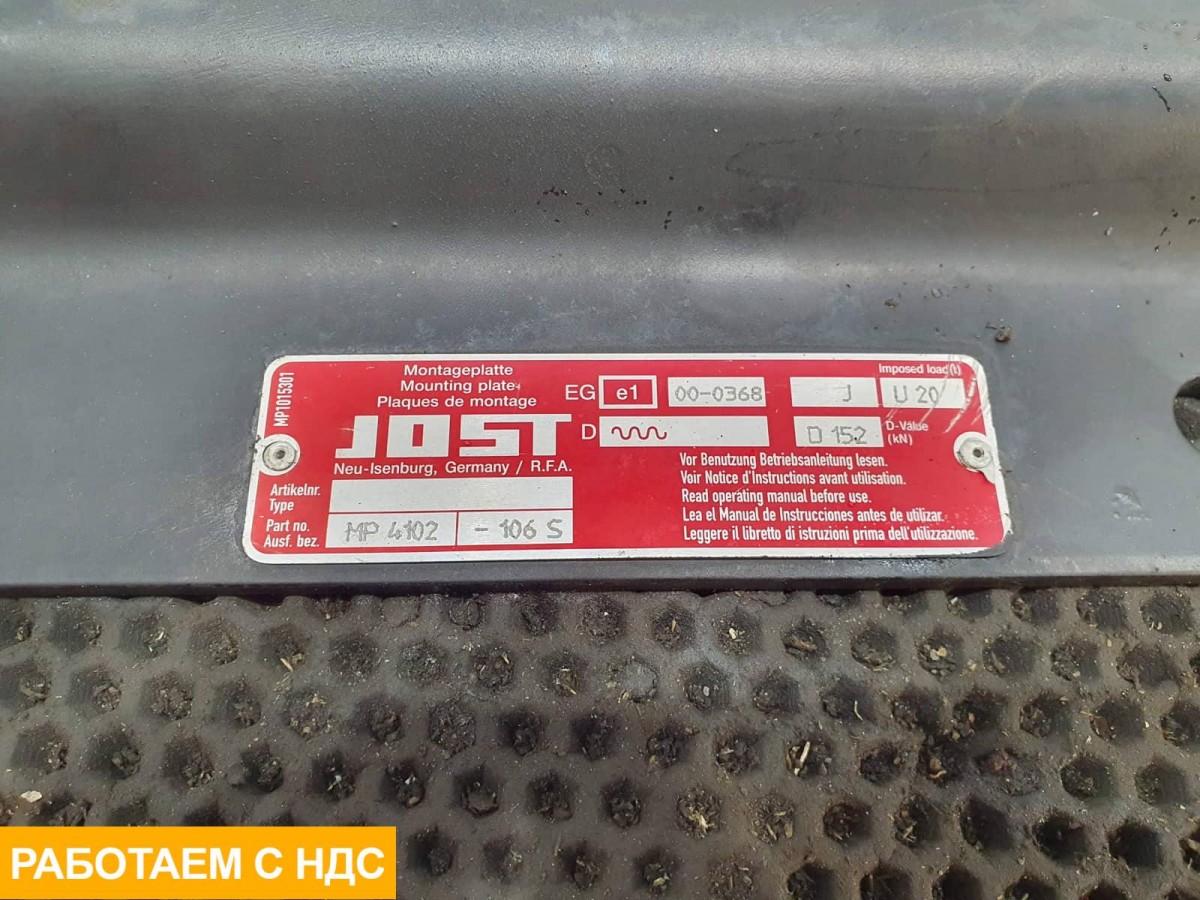 MP1015301
Montageplatte
Mounting plate
Plaques de montage
JOST
Neu-Isenburg, Germany / R.F.A.
EG e1 00-0368 J
Imposed load (t)
U 20
D
D 152
D-Value
(kN)
Artikelnr.
Type
Part no.
Ausf. bez.
MP 4102 - 106 S
Vor Benutzung Betriebsanleitung lesen.
Voir Notice d'Instructions avant utilisation.
Read operating manual before use.
Lea el Manual de Instrucciones antes de utilizar.
Leggere il libretto di istruzioni prima dell'utilizzazione.
РАБОТАЕМ С НДС